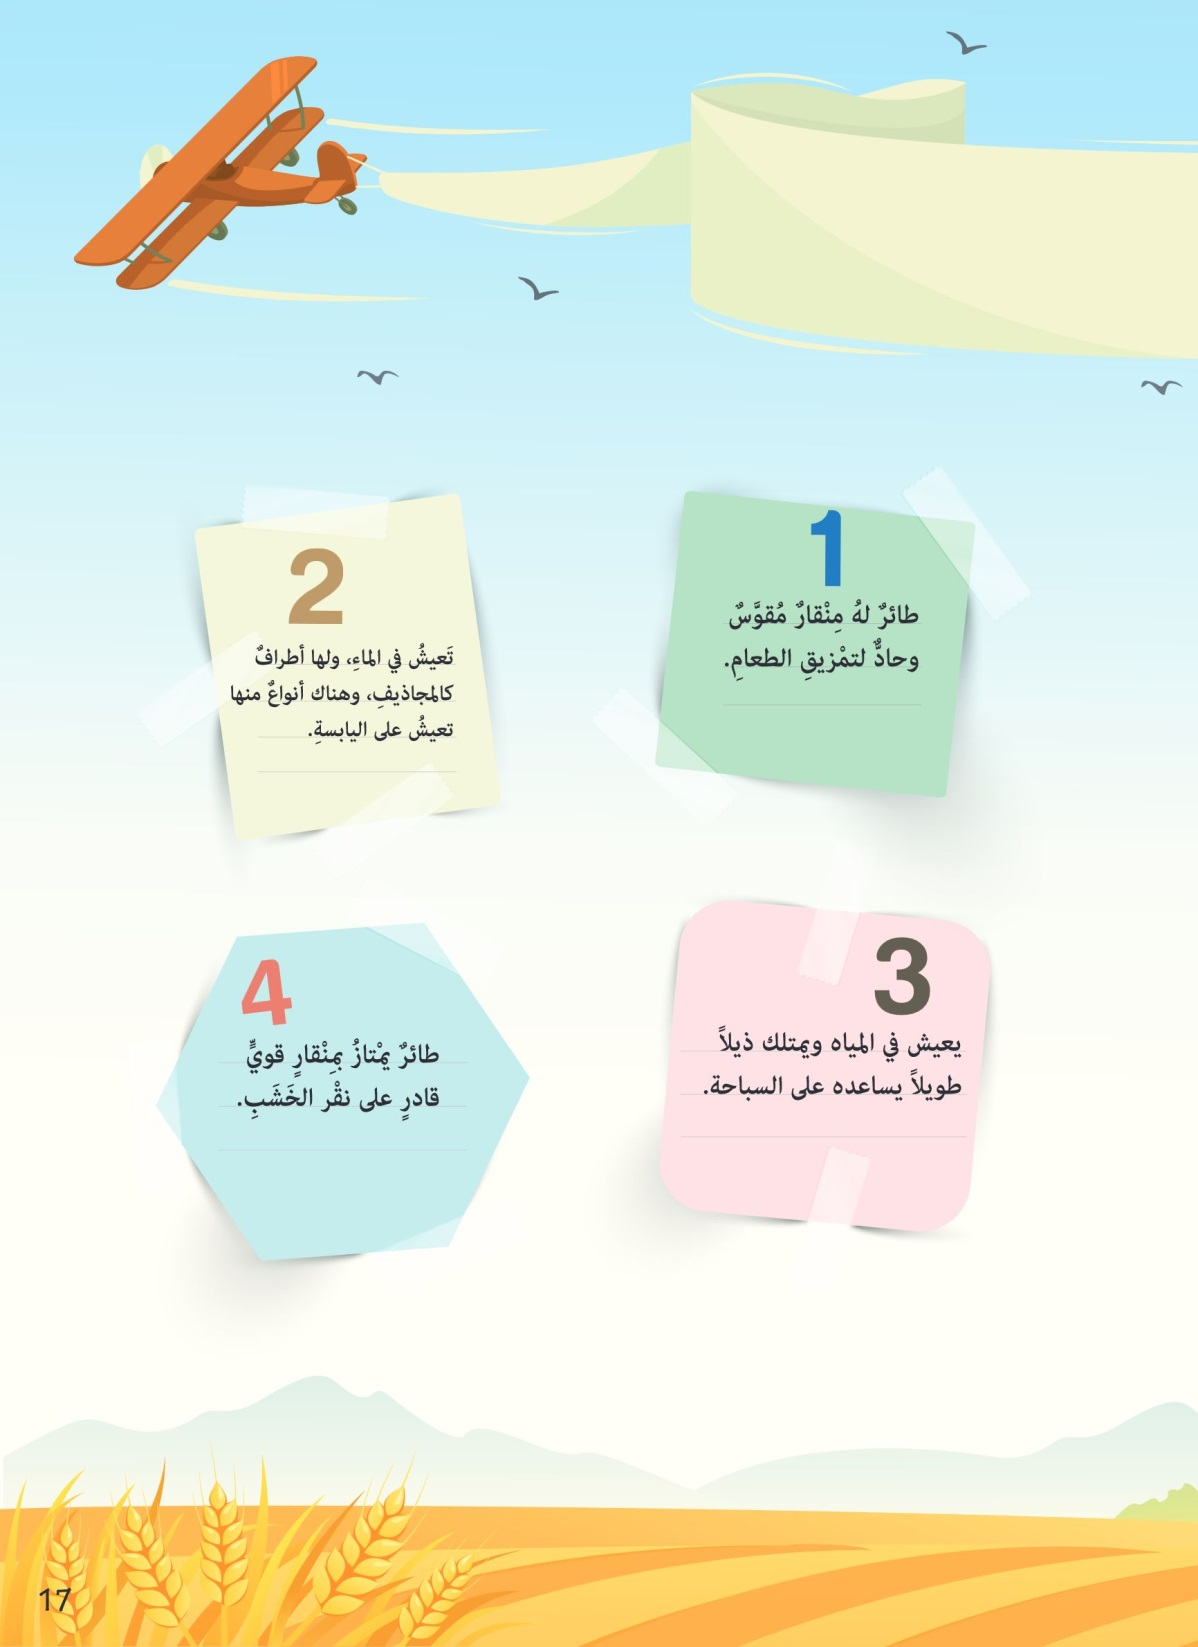 1
طائرٌ لهُ مِنْقارٌ مُقوَّسٌ
وحادٌّ لتمْزيقِ الطعامِ.
2
تَعيشُ في الماءِ، ولها أطرافٌ
كالمجاذيفِ، وهناك أنواعٌ منها
تعيشُ على اليابسةِ.
3
يعيش في المياه ويمتلك ذيلاً
طويلاً يساعده على السباحة.
4
طائرٌ يمْتازُ بمِنْقارٍ قويٍّ
قادرٍ على نقْر الخَشَبِ.
17